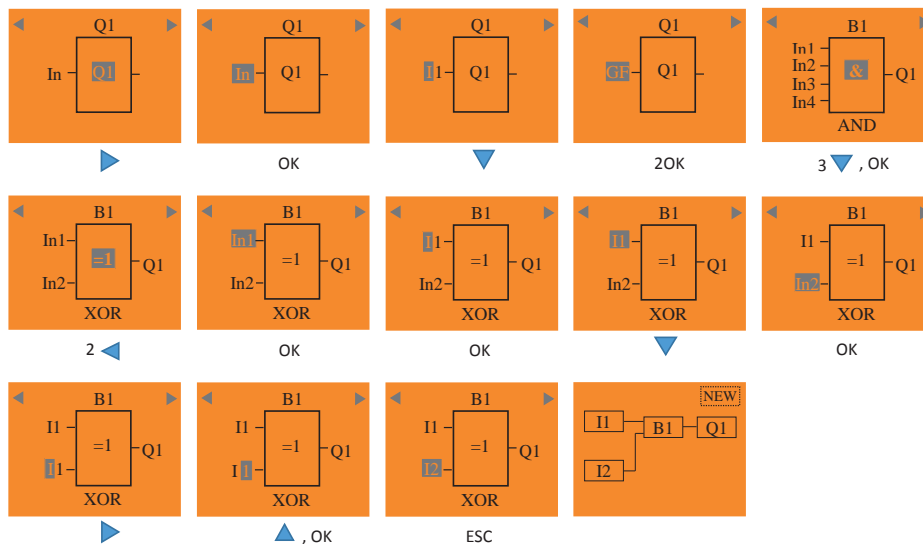 Q1
In Q1
Q1
In Q1
Q1
I1 Q1
Q1
GF Q1
B1
In1
In2 & Q1
In3
In4
AND
OK
2OK
3 , OK
B1
In1
=1 Q1
In2
XOR
B1
In1
=1 Q1
In2
XOR
B1
I1
=1 Q1
In2
XOR
B1
I1
=1 Q1
In2
XOR
B1
I1
=1 Q1
In2
XOR
2
OK
OK
OK
B1
I1
=1 Q1
I1
XOR
B1
I1
=1 Q1
I1
XOR
B1
I1
=1 Q1
I2
XOR
NEW
I1 B1 Q1
I2
, OK
ESC